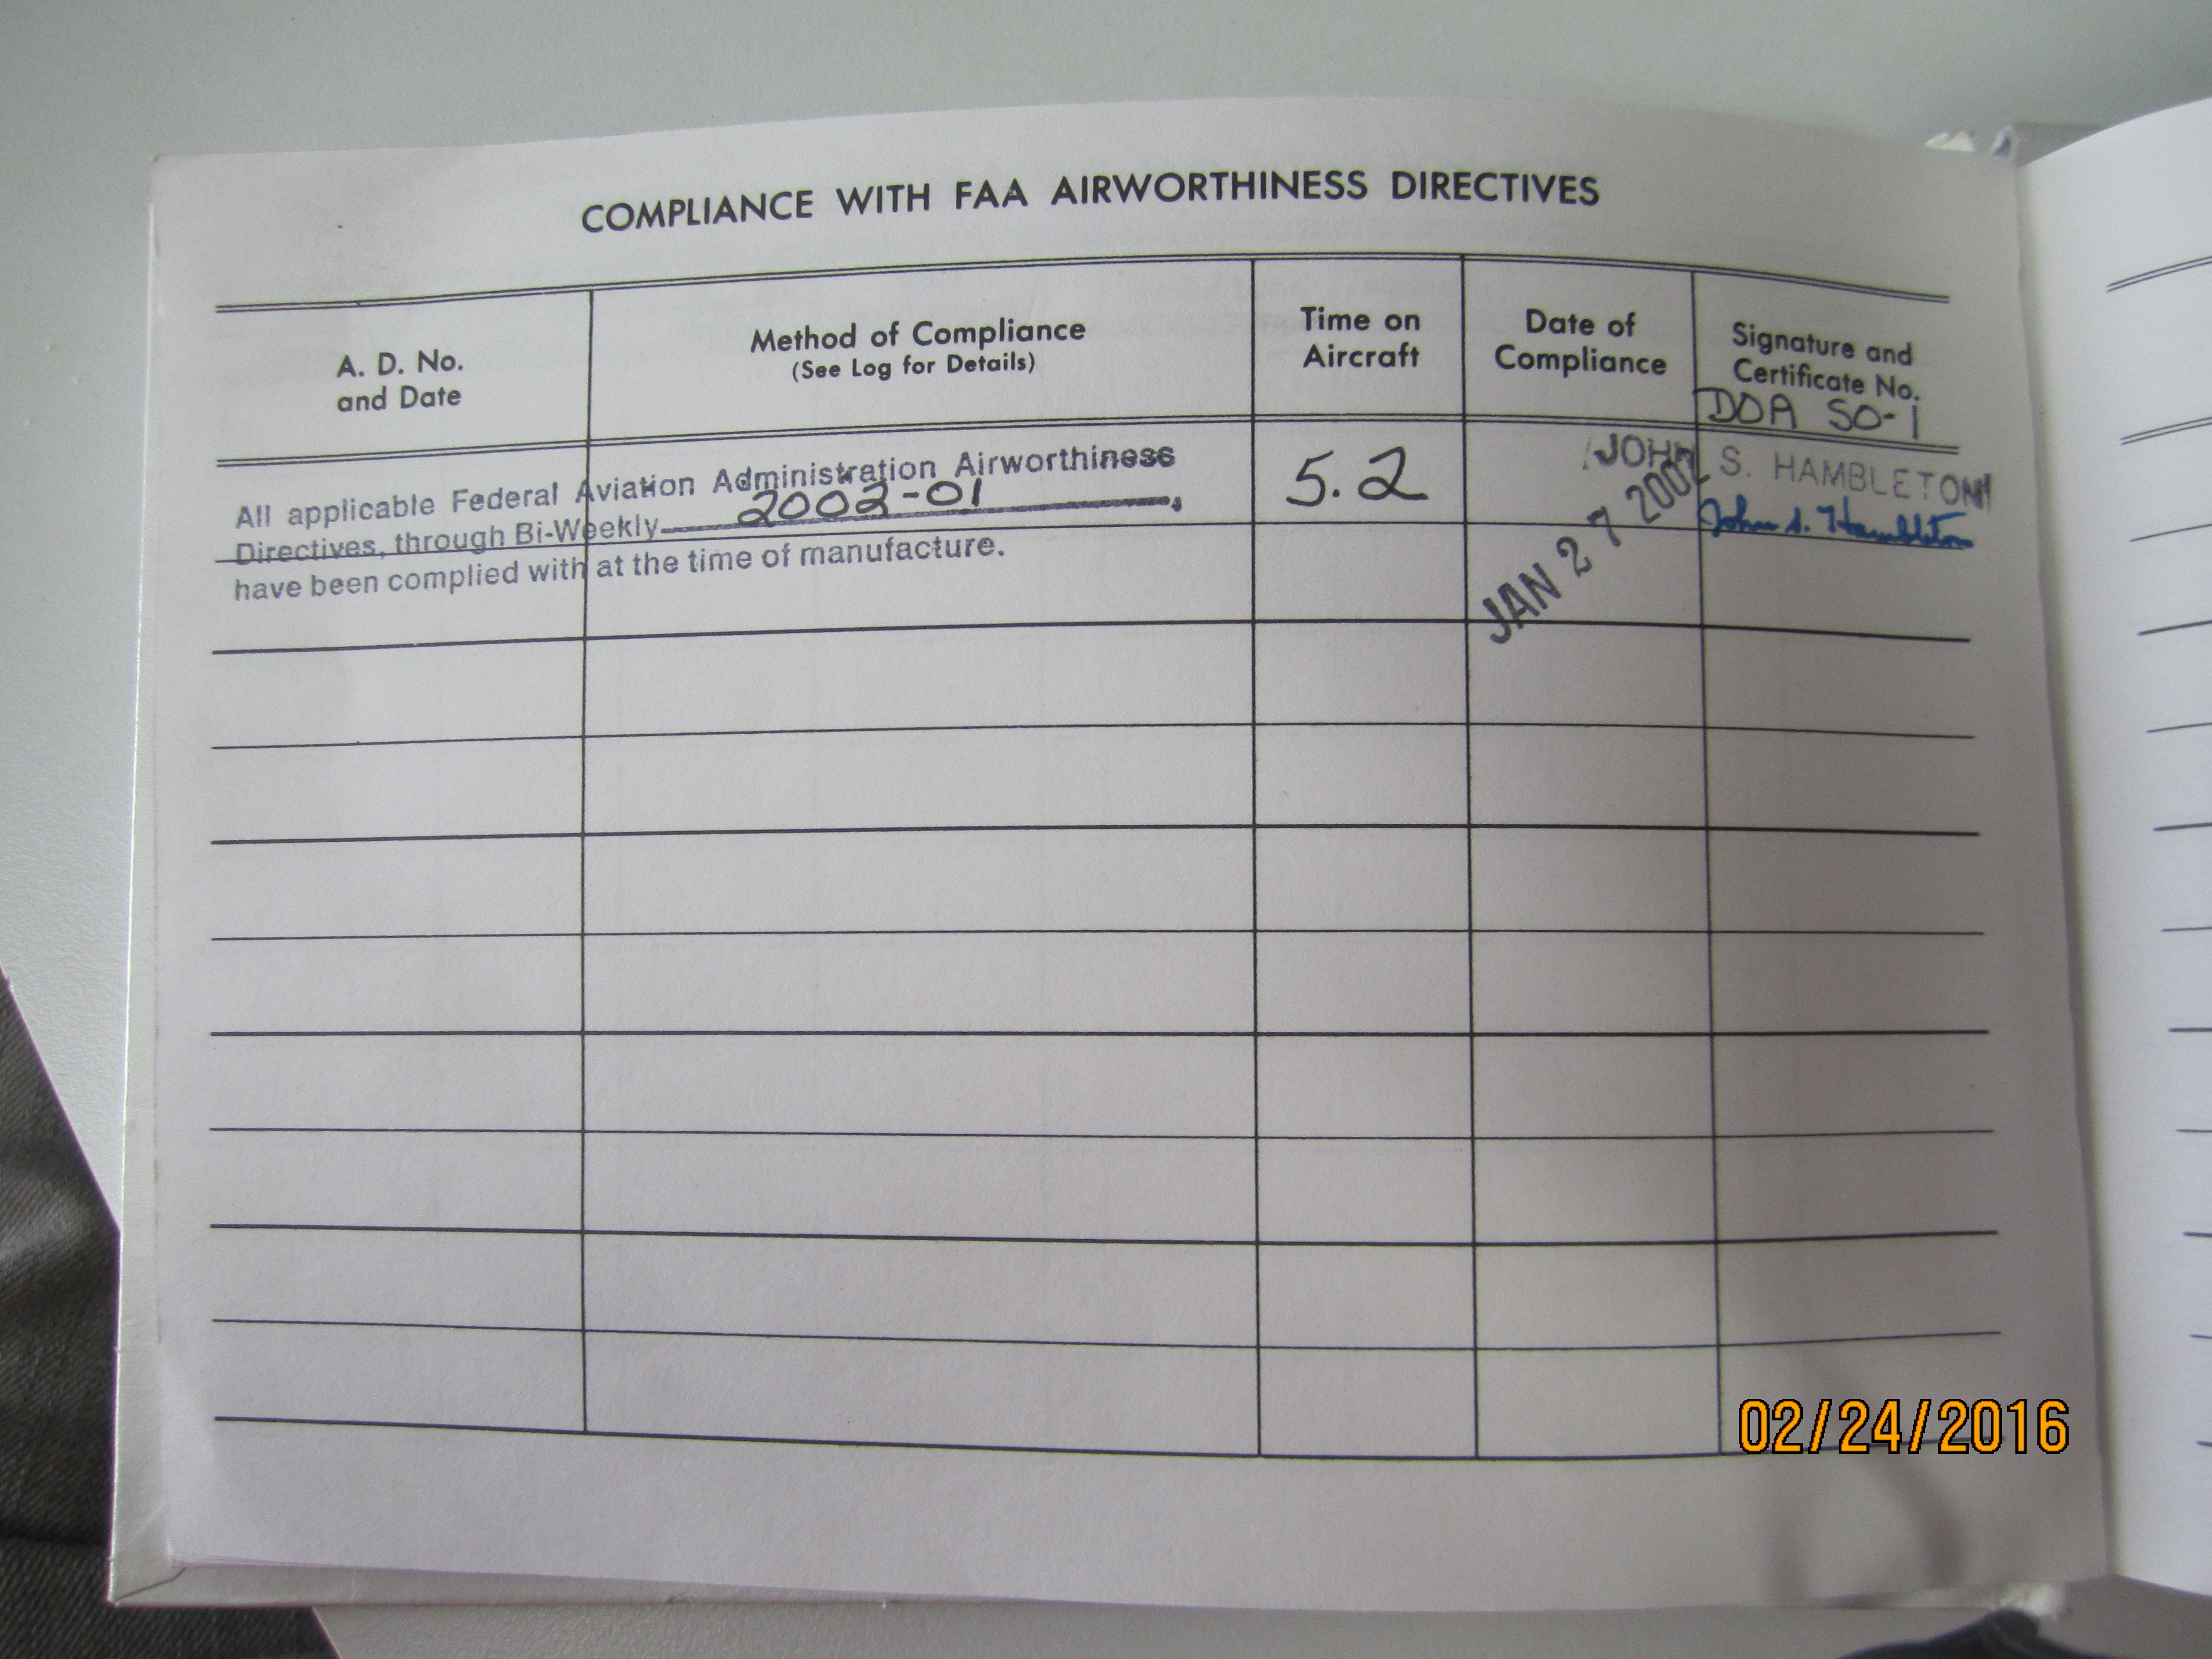 COMPLIANCE WITH FAA AIRWORTHINESS DIRECTIVES
A. D. No.
and Date
Method of Compliance
(See Log for Details)
Time on
Aircraft
Date of
Compliance
Signature and
Certificate No.
DOA SO-1
All applicable Federal Aviation Administration Airworthiness
Directives, through Bi-Weekly 2002-01,
have been complied with at the time of manufacture.
5.2
JAN 27 2002
JOHN S. HAMBLETON
John S. Hambleton
02/24/2016